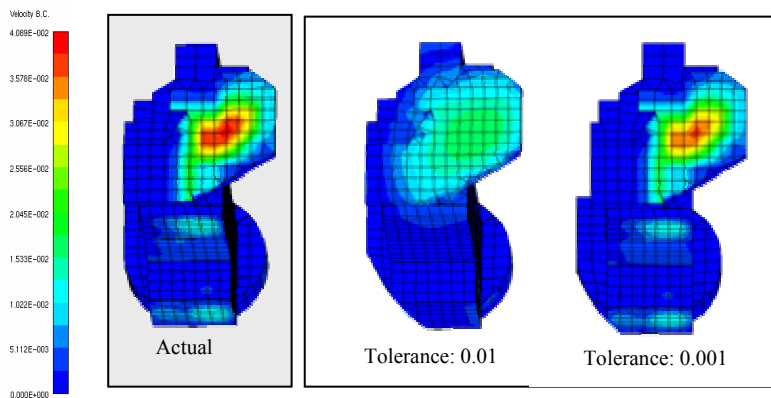 Velocity B.C.
4.089E-002
3.578E-002
3.067E-002
2.556E-002
2.045E-002
1.533E-002
1.022E-002
5.112E-003
0.000E+000
Actual
Tolerance: 0.01
Tolerance: 0.001